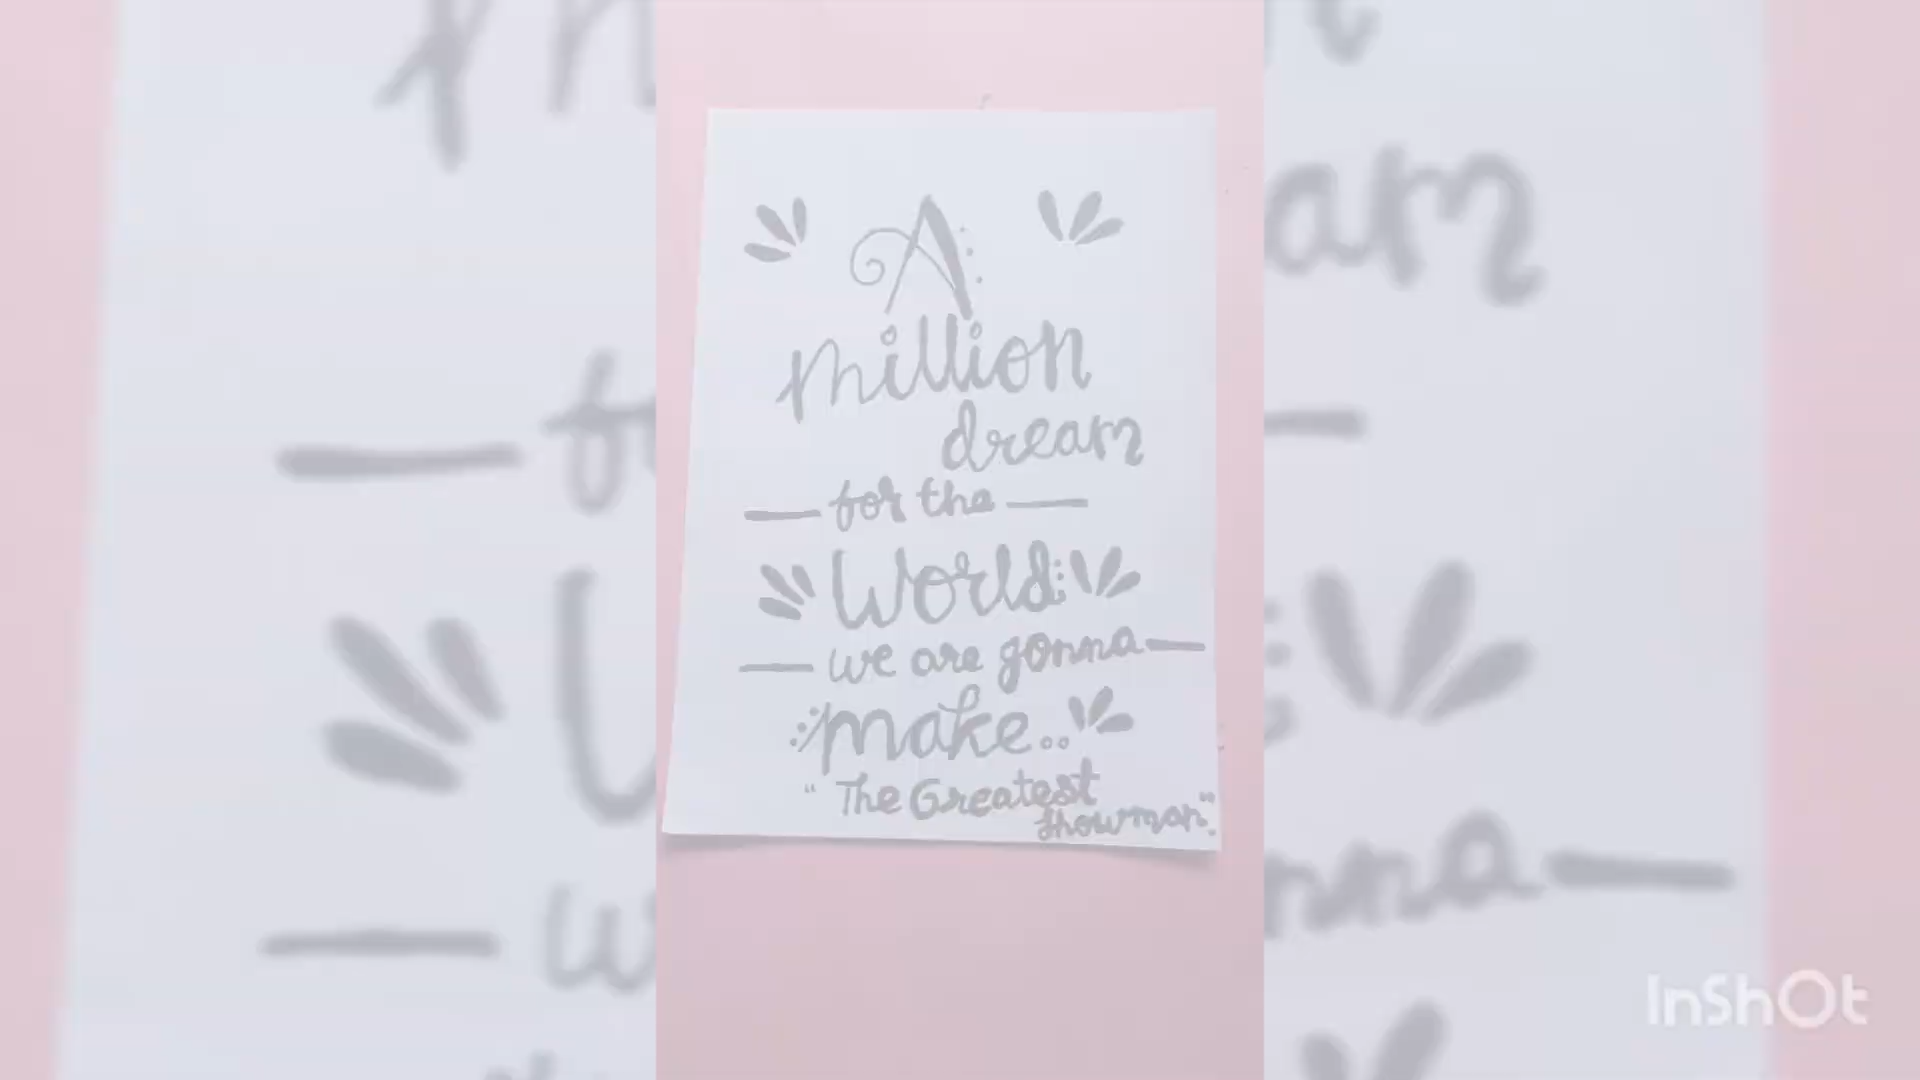 A
million
dream
for the
World
we are gonna
make..
"The Greatest
showman".
InShOt